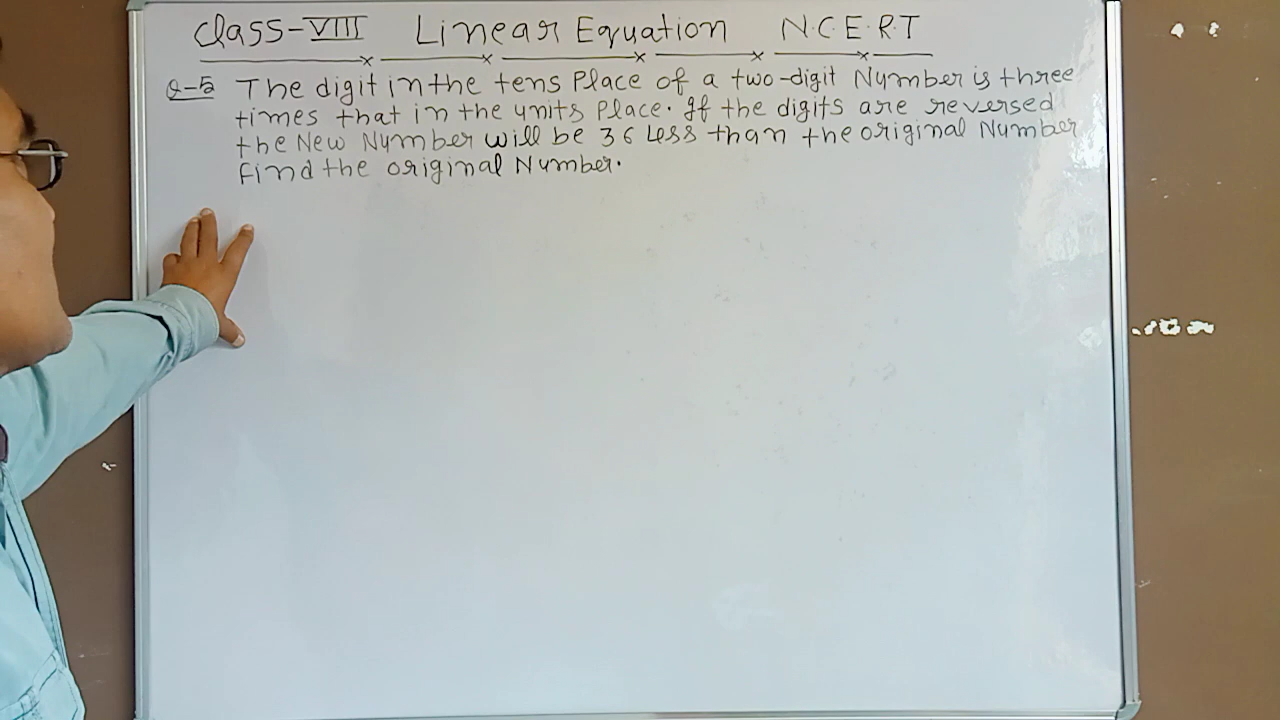 Class-VIII Linear Equation N.C.E.R.T
Q-5 The digit in the tens Place of a two-digit Number is three
times that in the units Place. If the digits are reversed
the New Number will be 36 Less than the original Number
Find the original Number.